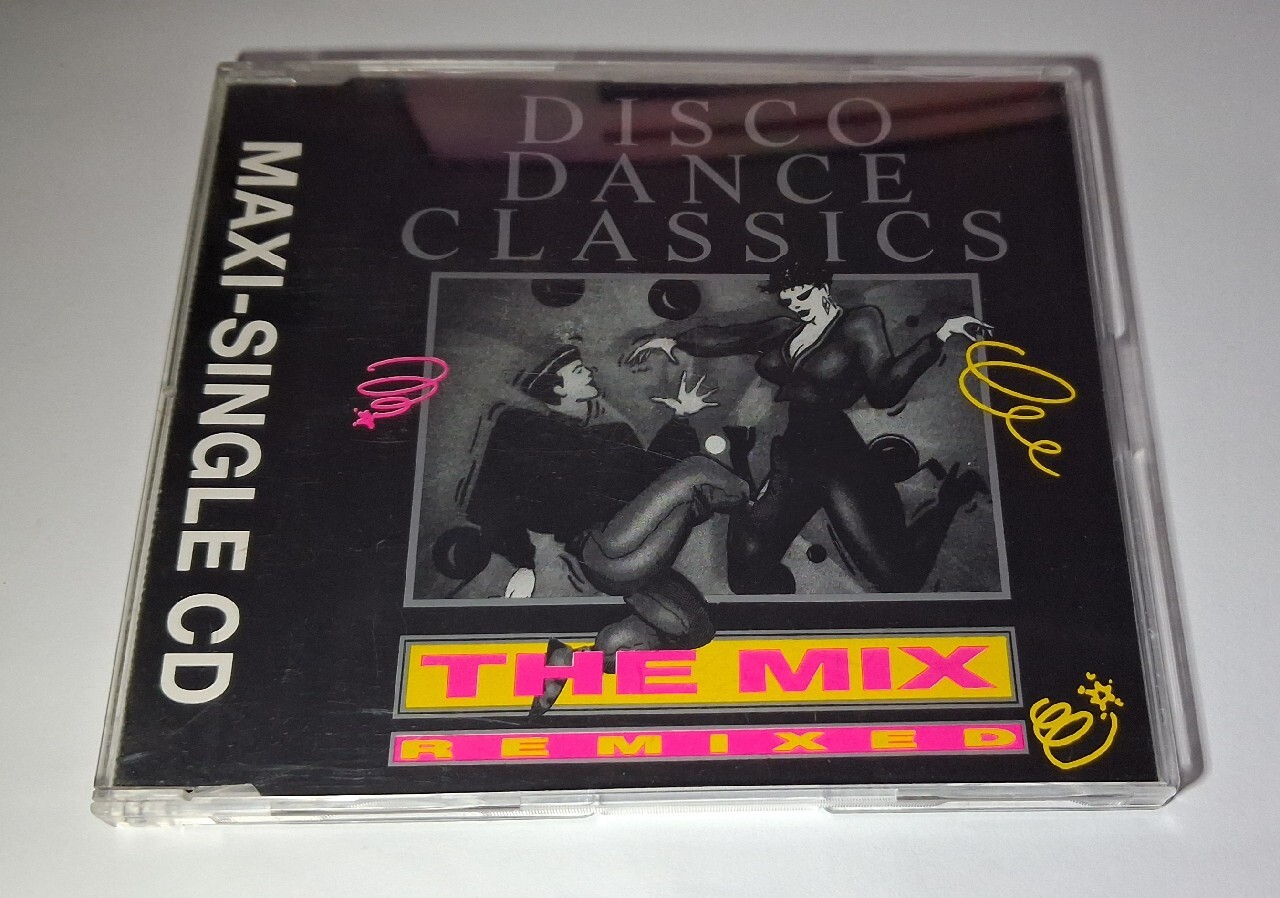 MAXI-SINGLE CD
DISCO
DANCE
CLASSICS
THE MIX
REMIXED